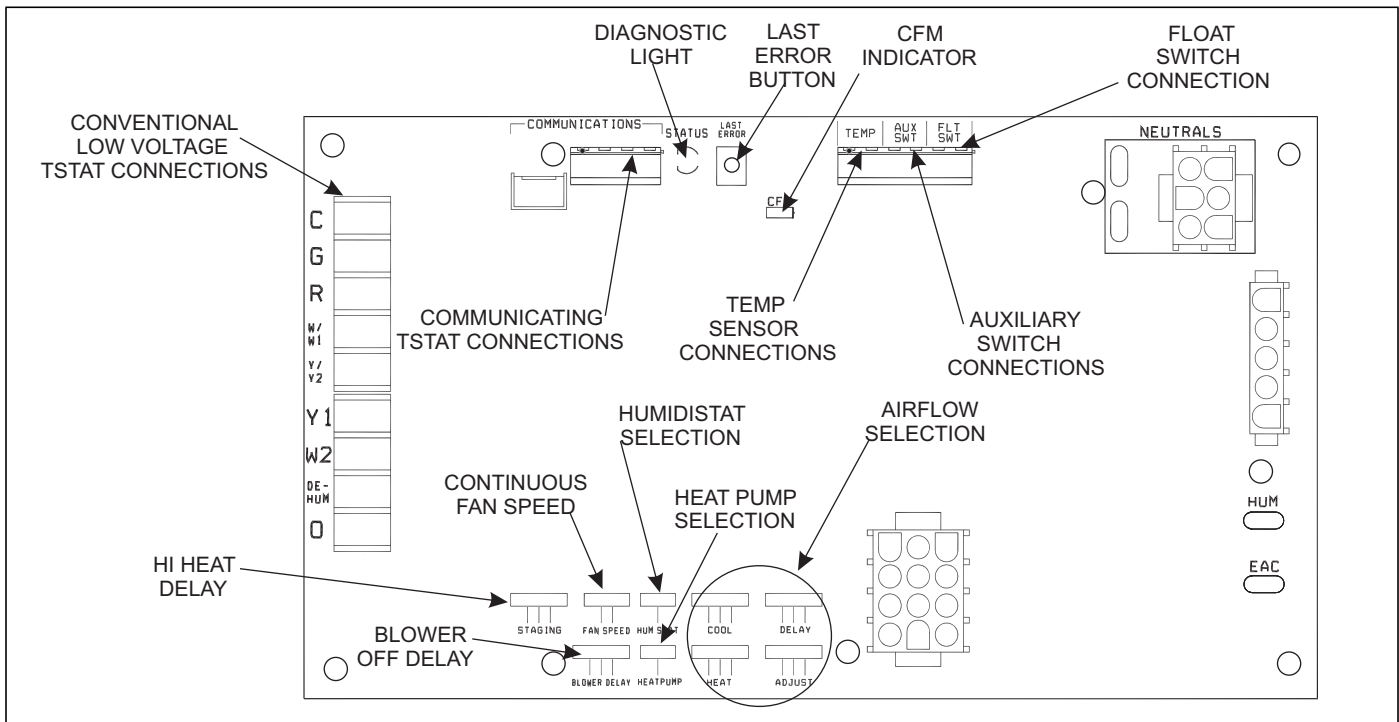 DIAGNOSTIC
LIGHT
LAST
ERROR
BUTTON
CFM
INDICATOR
FLOAT
SWITCH
CONNECTION
CONVENTIONAL
LOW VOLTAGE
TSTAT CONNECTIONS
COMMUNICATIONS
STATUS
LAST
ERROR
TEMP
AUX
SWT
FLT
SWT
NEUTRALS
CF
C
G
R
W/
W1
Y/
Y2
Y1
W2
DE-
HUM
O
COMMUNICATING
TSTAT CONNECTIONS
TEMP
SENSOR
CONNECTIONS
AUXILIARY
SWITCH
CONNECTIONS
HUMIDISTAT
SELECTION
AIRFLOW
SELECTION
CONTINUOUS
FAN SPEED
HEAT PUMP
SELECTION
HUM
EAC
HI HEAT
DELAY
STAGING
FAN SPEED
HUM
COOL
DELAY
BLOWER
OFF DELAY
BLOWER DELAY
HEATPUMP
HEAT
ADJUST